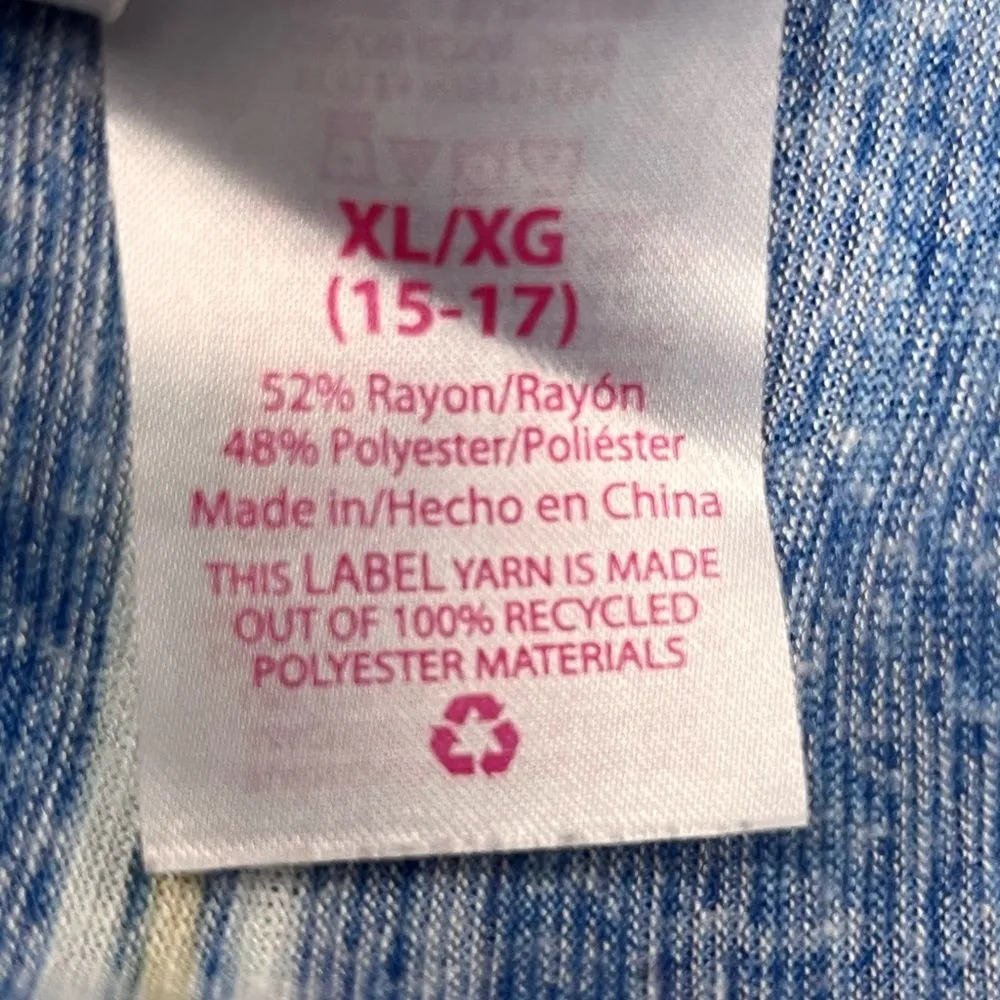 XL/XG
(15-17)
52% Rayon/Rayón
48% Polyester/Poliéster
Made in/Hecho en China
THIS LABEL YARN IS MADE
OUT OF 100% RECYCLED
POLYESTER MATERIALS